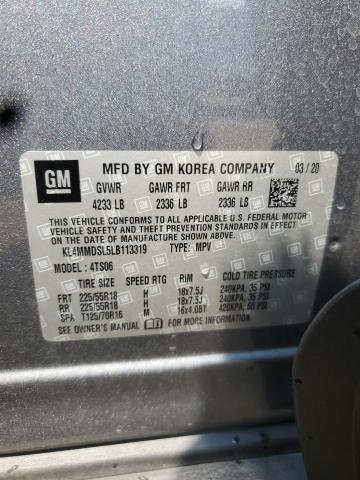 GM
MFD BY GM KOREA COMPANY 03 / 20
GVWR GAWR FRT GAWR RR
4233 LB 2336 LB 2336 LB
THIS VEHICLE CONFORMS TO ALL APPLICABLE U.S. FEDERAL MOTOR
VEHICLE SAFETY AND THEFT PREVENTION STANDARDS IN EFFECT ON
THE DATE OF MANUFACTURE SHOWN ABOVE.
KL4MMDSL5LB113319 TYPE: MPV
MODEL: 4TS06
TIRE SIZE SPEED RTG RIM COLD TIRE PRESSURE
FRT 225/55R18 H 18x7.5J 240KPA, 35 PSI
RR 225/55R18 H 18x7.5J 240KPA, 35 PSI
SPA T125/70R16 M 16x4.0BT 420KPA, 60 PSI
SEE OWNER'S MANUAL FOR MORE INFORMATION.